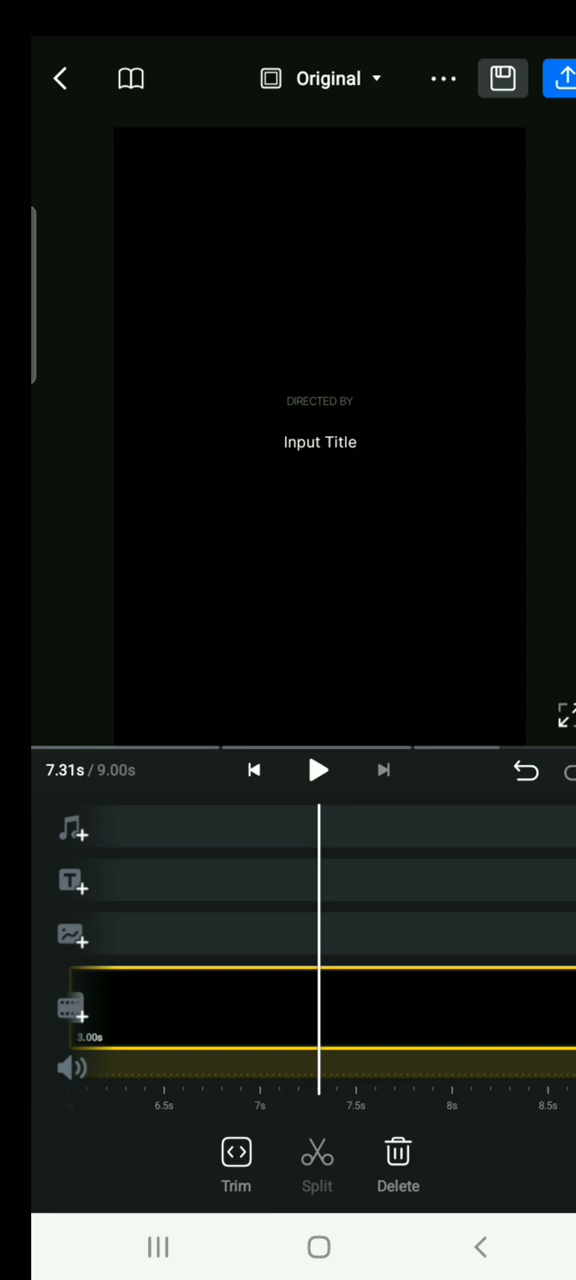 Original
DIRECTED BY
Input Title
7.31s / 9.00s
3.00s
6.5s 7s 7.5s 8s 8.5s
Trim Split Delete